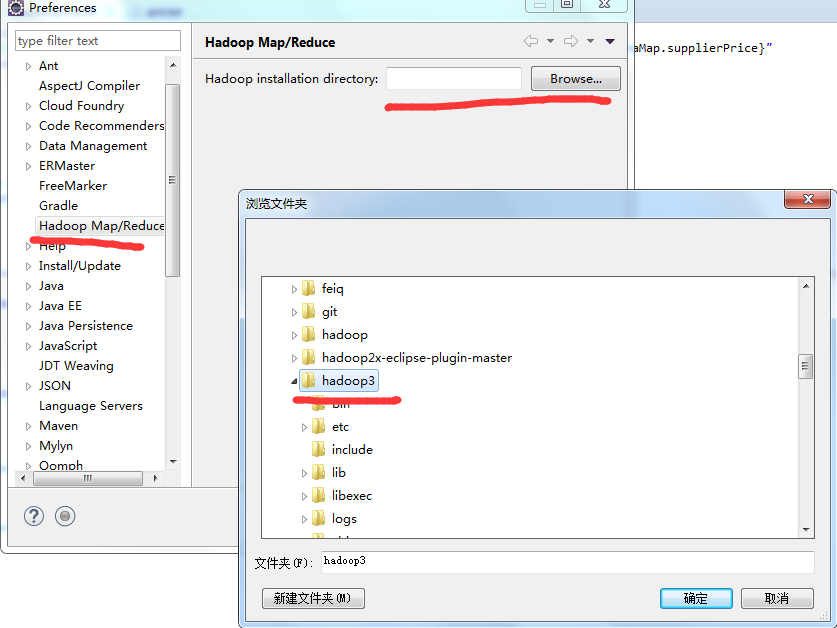 Preferences
type filter text
Ant
AspectJ Compiler
Cloud Foundry
Code Recommenders
Data Management
ERMaster
FreeMarker
Gradle
Hadoop Map/Reduce
Help
Install/Update
Java
Java EE
Java Persistence
JavaScript
JDT Weaving
JSON
Language Servers
Maven
Mylyn
Oomph
Hadoop Map/Reduce
Hadoop installation directory:
Browse...
aMap.supplierPrice}"
浏览文件夹
feiq
git
hadoop
hadoop2x-eclipse-plugin-master
hadoop3
bin
etc
include
lib
libexec
logs
文件夹(F):
hadoop3
新建文件夹(M)
确定
取消